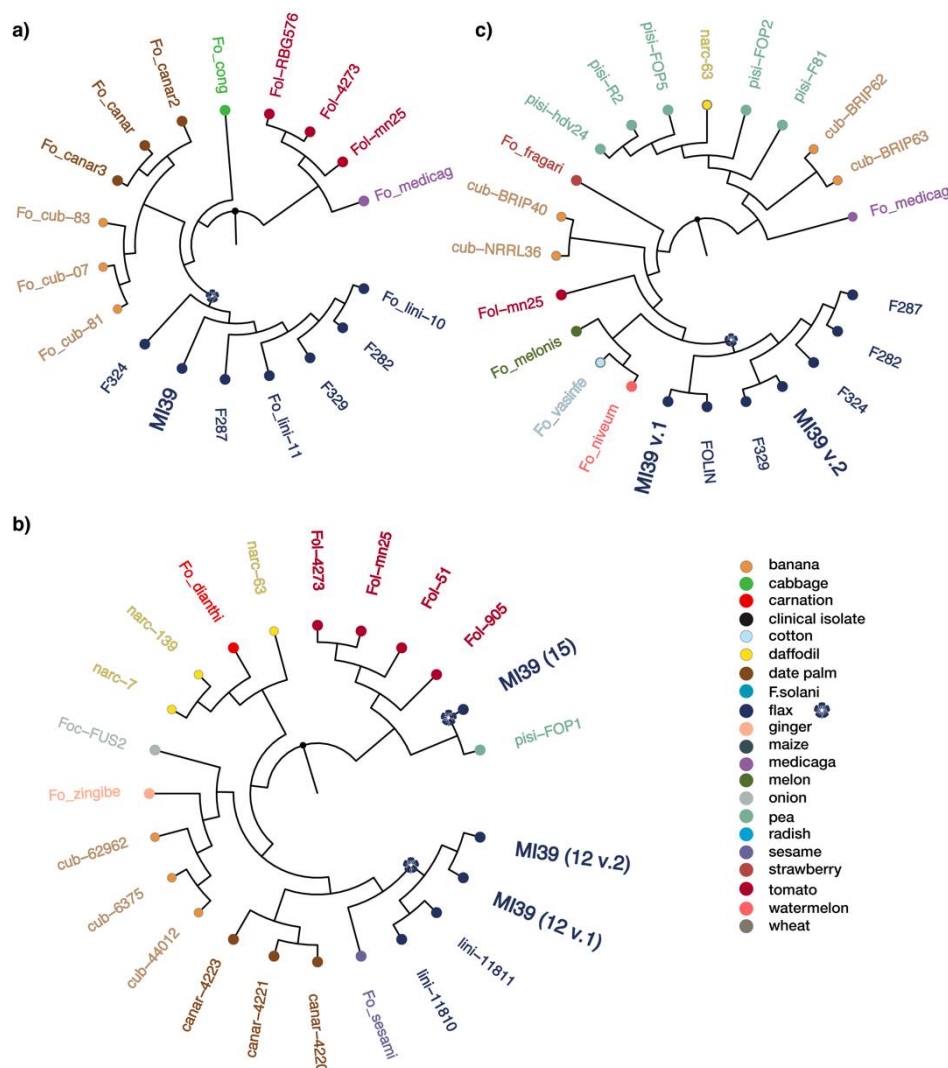 a)
Fo_canar2
Fo_canar
Fo_canar3
Fo_cub-83
Fo_cub-07
Fo_cub-81
F324
MI39
F287
Fo_lini-11
F329
F282
Fo_lini-10
Fo_medicag
Fol-mn25
Fol-4273
Fol-RBG576
Fo_cong
c)
narc-63
pisi-FOP5
pisi-R2
pisi-hdv24
Fo_fragari
cub-BRIP40
cub-NRRL36
Fol-mn25
Fo_melonis
Fo_vasinfe
Fo_niveum
MI39 v.1
FOLIN
F329
MI39 v.2
F324
F282
F287
Fo_medicag
cub-BRIP63
cub-BRIP62
pisi-F81
pisi-FOP2
b)
narc-63
Fo_dianthi
narc-139
narc-7
Foc-FUS2
Fo_zingibe
cub-62962
cub-6375
cub-44012
canar-4223
canar-4221
canar-4220
Fo_sesami
lini-11810
lini-11811
MI39 (12 v.1)
MI39 (12 v.2)
pisi-FOP1
MI39 (15)
Fol-905
Fol-51
Fol-mn25
Fol-4273
banana
cabbage
carnation
clinical isolate
cotton
daffodil
date palm
F.solani
flax
ginger
maize
medicaga
melon
onion
pea
radish
sesame
strawberry
tomato
watermelon
wheat